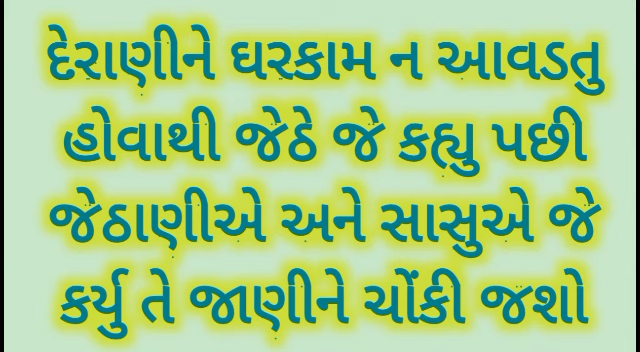 દેરાણીને ઘરકામ ન આવડતુ
હોવાથી જેઠે જે કહ્યુ પછી
જેઠાણીએ અને સાસુએ જે
કર્યુ તે જાણીને ચોંકી જશો